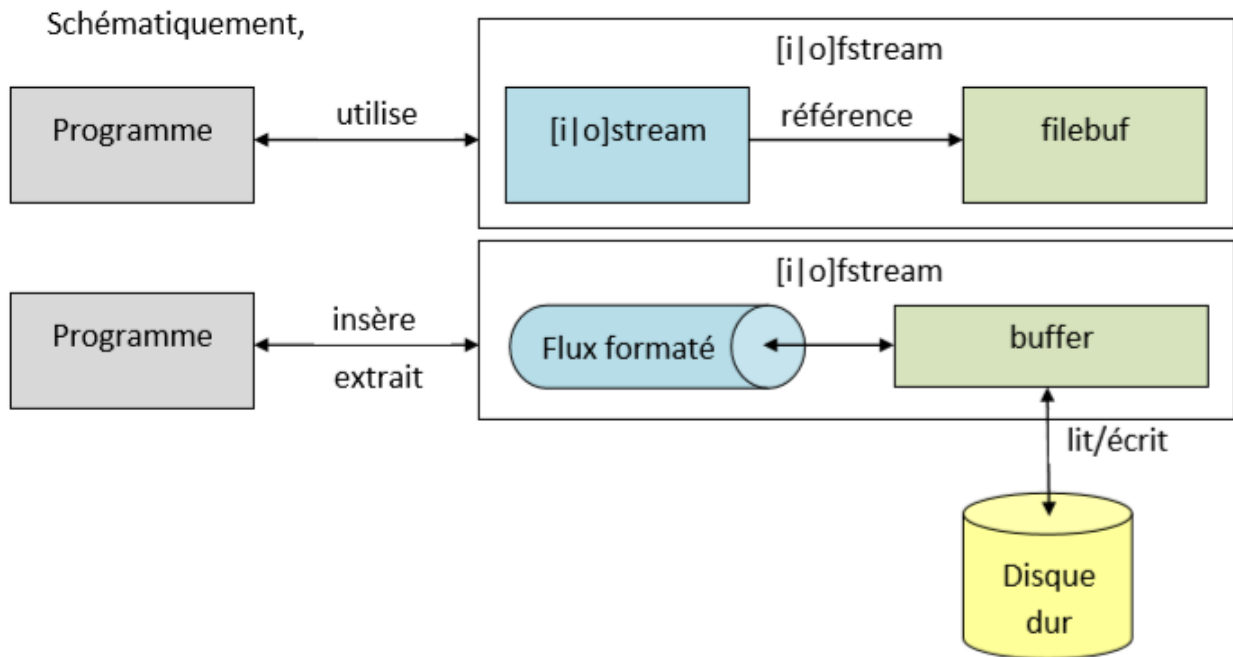 Schématiquement,
[i|o]fstream
Programme
utilise
[i|o]stream
référence
filebuf
[i|o]fstream
Programme
insère
extrait
Flux formaté
buffer
lit/écrit
Disque
dur